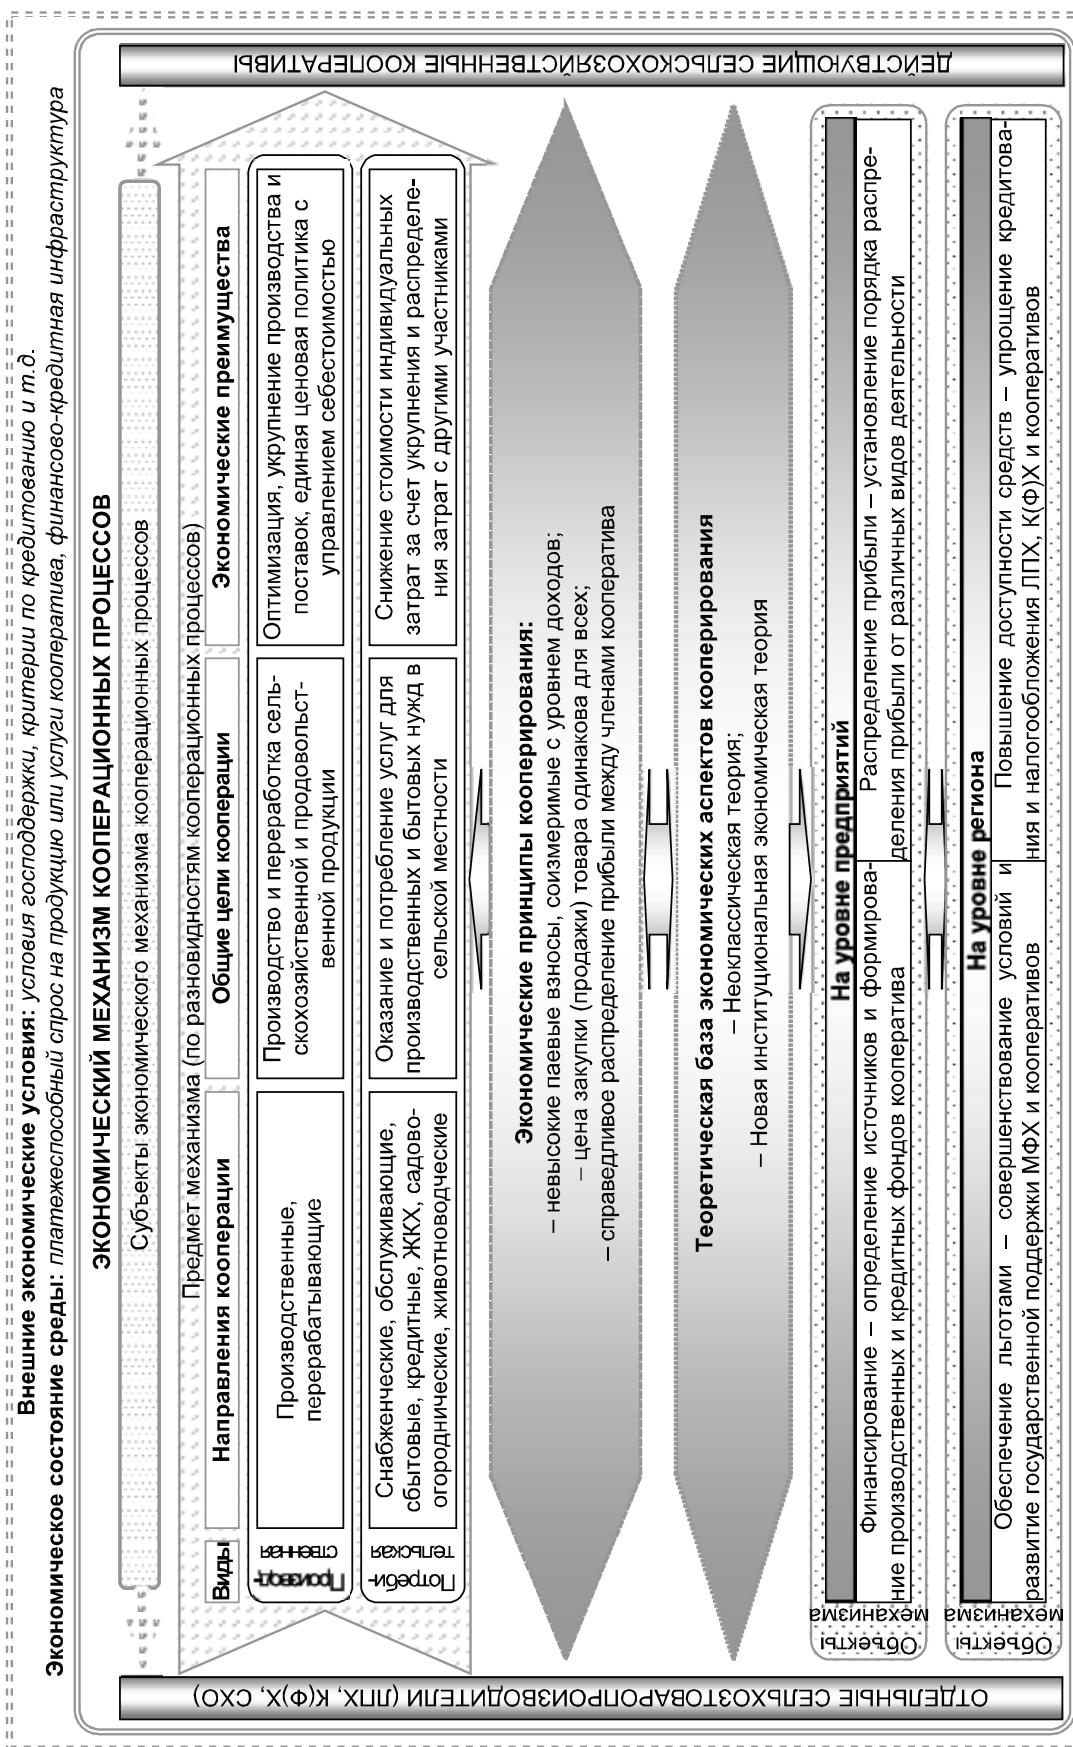 Внешние экономические условия: условия господдержки, критерии по кредитованию и т.д.
Экономическое состояние среды: платежеспособный спрос на продукцию или услуги кооператива, финансово-кредитная инфраструктура
ЭКОНОМИЧЕСКИЙ МЕХАНИЗМ КООПЕРАЦИОННЫХ ПРОЦЕССОВ
ОТДЕЛЬНЫЕ СЕЛЬХОЗТОВАРОПРОИЗВОДИТЕЛИ (ЛПХ, К(Ф)Х, СХО)
Субъекты экономического механизма кооперационных процессов
Предмет механизма (по разновидностям кооперационных процессов)
Виды
Направления кооперации
Общие цели кооперации
Экономические преимущества
Производ-
ственная
Производственные,
перерабатывающие
Производство и переработка сель-
скохозяйственной и продовольст-
венной продукции
Оптимизация, укрупнение производства и
поставок, единая ценовая политика с
управлением себестоимостью
Потреби-
тельская
Снабженческие, обслуживающие,
сбытовые, кредитные, ЖКХ, садово-
огороднические, животноводческие
Оказание и потребление услуг для
производственных и бытовых нужд в
сельской местности
Снижение стоимости индивидуальных
затрат за счет укрупнения и распределе-
ния затрат с другими участниками
Экономические принципы кооперирования:
– невысокие паевые взносы, соизмеримые с уровнем доходов;
– цена закупки (продажи) товара одинакова для всех;
– справедливое распределение прибыли между членами кооператива
Теоретическая база экономических аспектов кооперирования
– Неоклассическая теория;
– Новая институциональная экономическая теория
Объекты
механизма
На уровне предприятий
Финансирование – определение источников и формирова-
ние производственных и кредитных фондов кооператива
Распределение прибыли – установление порядка распре-
деления прибыли от различных видов деятельности
Объекты
механизма
На уровне региона
Обеспечение льготами – совершенствование условий и
развитие государственной поддержки МФХ и кооперативов
Повышение доступности средств – упрощение кредитова-
ния и налогообложения ЛПХ, К(Ф)Х и кооперативов
ДЕЙСТВУЮЩИЕ СЕЛЬСКОХОЗЯЙСТВЕННЫЕ КООПЕРАТИВЫ